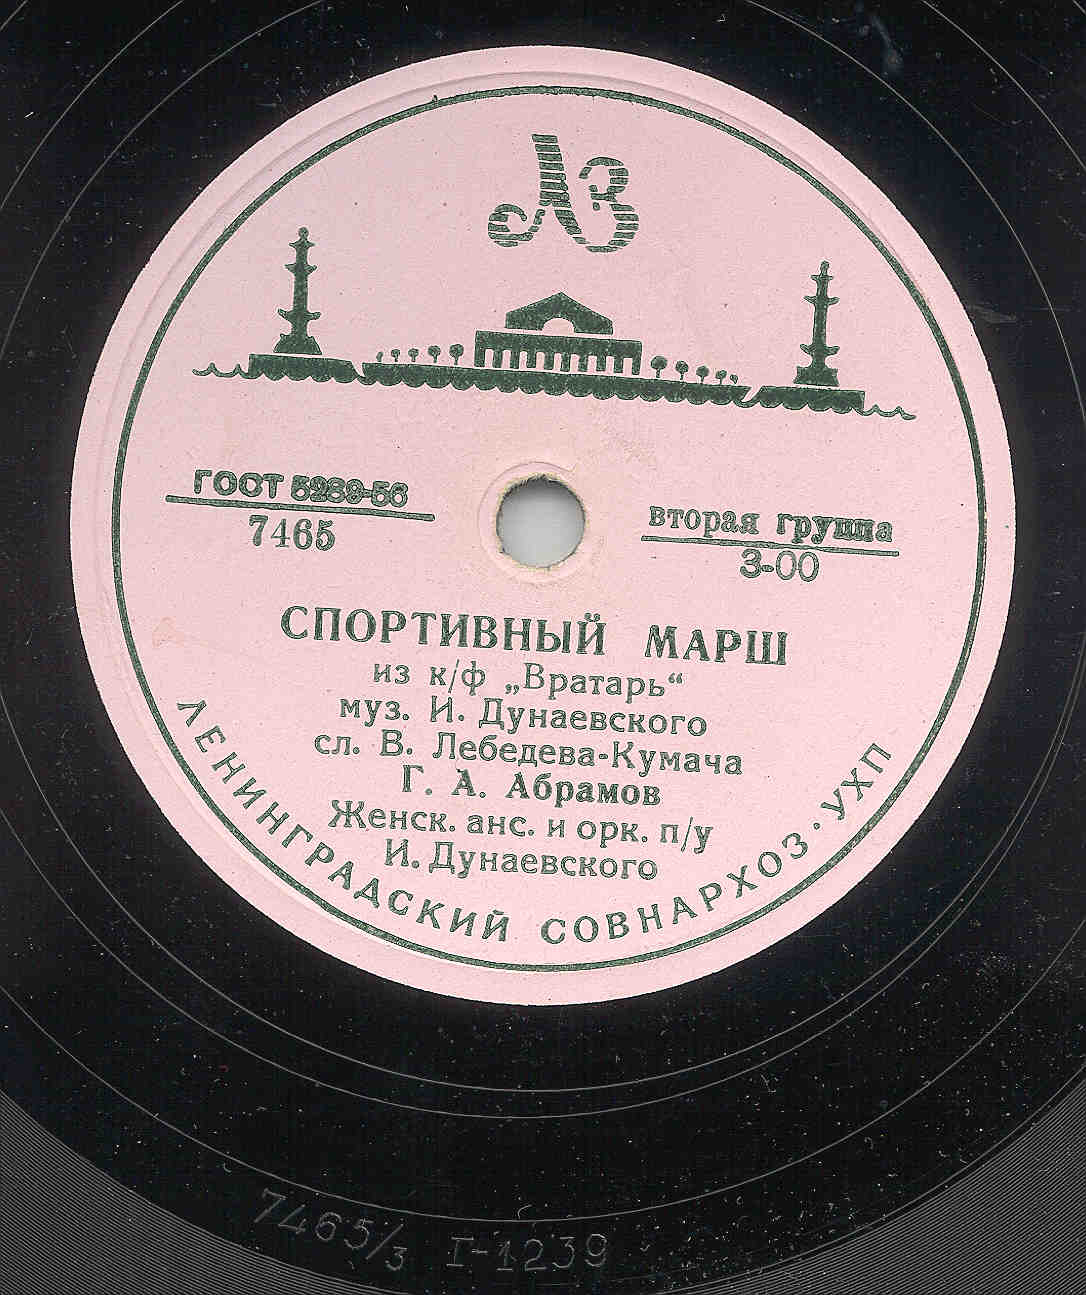 ЛЗ
ГОСТ 5289-56
7465
вторая группа
3-00
СПОРТИВНЫЙ МАРШ
из к/ф „Вратарь“
муз. И. Дунаевского
сл. В. Лебедева-Кумача
Г. А. Абрамов
Женск. анс. и орк. п/у
И. Дунаевского
ЛЕНИНГРАДСКИЙ СОВНАРХОЗ · УХП
7465/3 I-1239